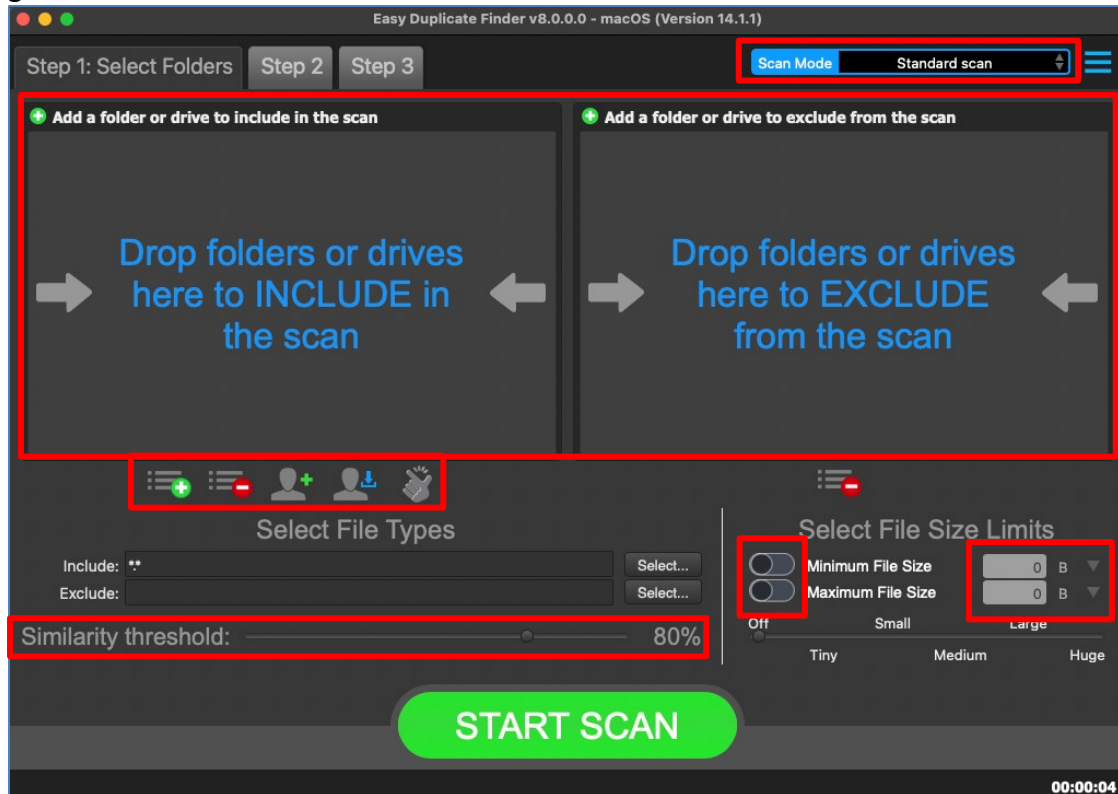 Easy Duplicate Finder v8.0.0.0 - macOS (Version 14.1.1)
Step 1: Select Folders Step 2 Step 3 Scan Mode Standard scan
Add a folder or drive to include in the scan
Add a folder or drive to exclude from the scan
Drop folders or drives
here to INCLUDE in
the scan
Drop folders or drives
here to EXCLUDE
from the scan
Select File Types
Include: *.*
Select...
Exclude:
Select...
Similarity threshold: 80%
Select File Size Limits
Minimum File Size 0 B
Maximum File Size 0 B
Off Small Large
Tiny Medium Huge
START SCAN
00:00:04